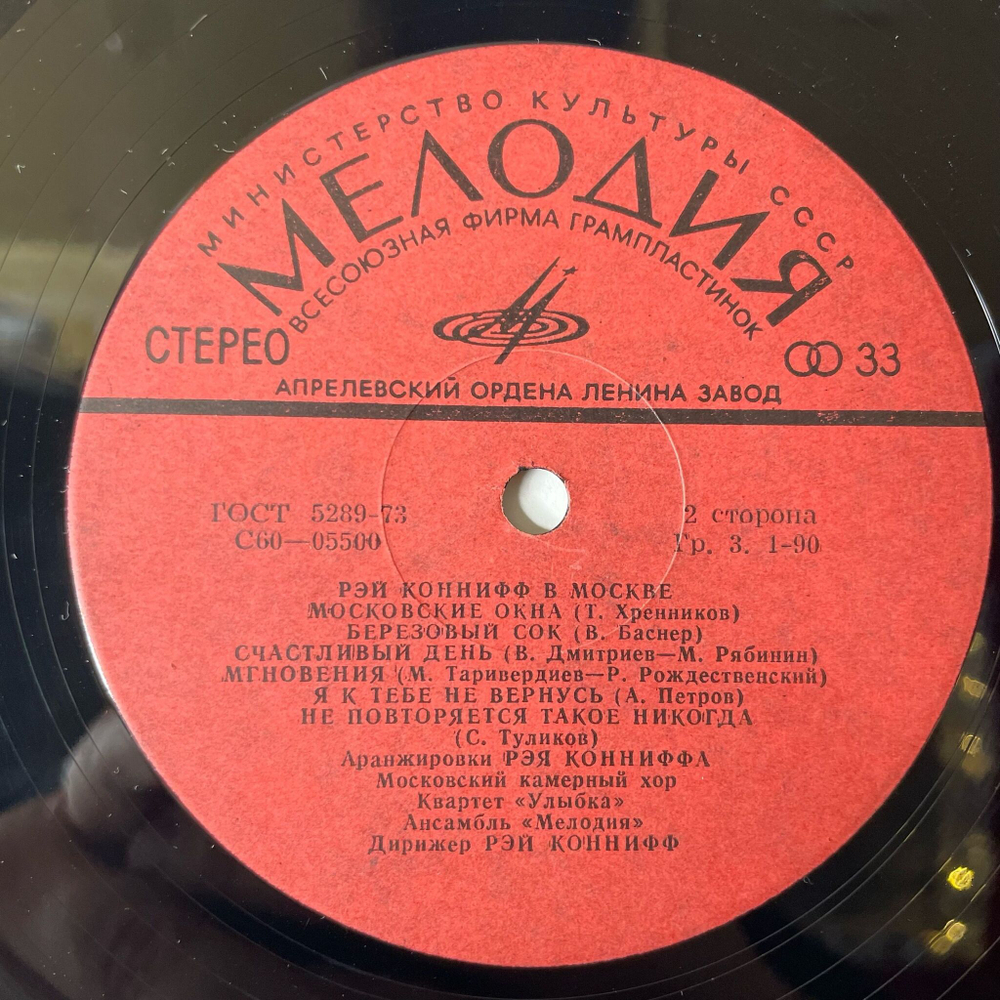 МИНИСТЕРСТВО КУЛЬТУРЫ СССР
МЕЛОДИЯ
ВСЕСОЮЗНАЯ ФИРМА ГРАМПЛАСТИНОК
СТЕРЕО
33
АПРЕЛЕВСКИЙ ОРДЕНА ЛЕНИНА ЗАВОД
ГОСТ 5289-73
2 сторона
С60—05500
Гр. 3. 1-90
РЭЙ КОННИФФ В МОСКВЕ
МОСКОВСКИЕ ОКНА (Т. Хренников)
БЕРЕЗОВЫЙ СОК (В. Баснер)
СЧАСТЛИВЫЙ ДЕНЬ (В. Дмитриев—М. Рябинин)
МГНОВЕНИЯ (М. Таривердиев—Р. Рождественский)
Я К ТЕБЕ НЕ ВЕРНУСЬ (А. Петров)
НЕ ПОВТОРЯЕТСЯ ТАКОЕ НИКОГДА
(С. Туликов)
Аранжировки РЭЯ КОННИФФА
Московский камерный хор
Квартет «Улыбка»
Ансамбль «Мелодия»
Дирижер РЭЙ КОННИФФ